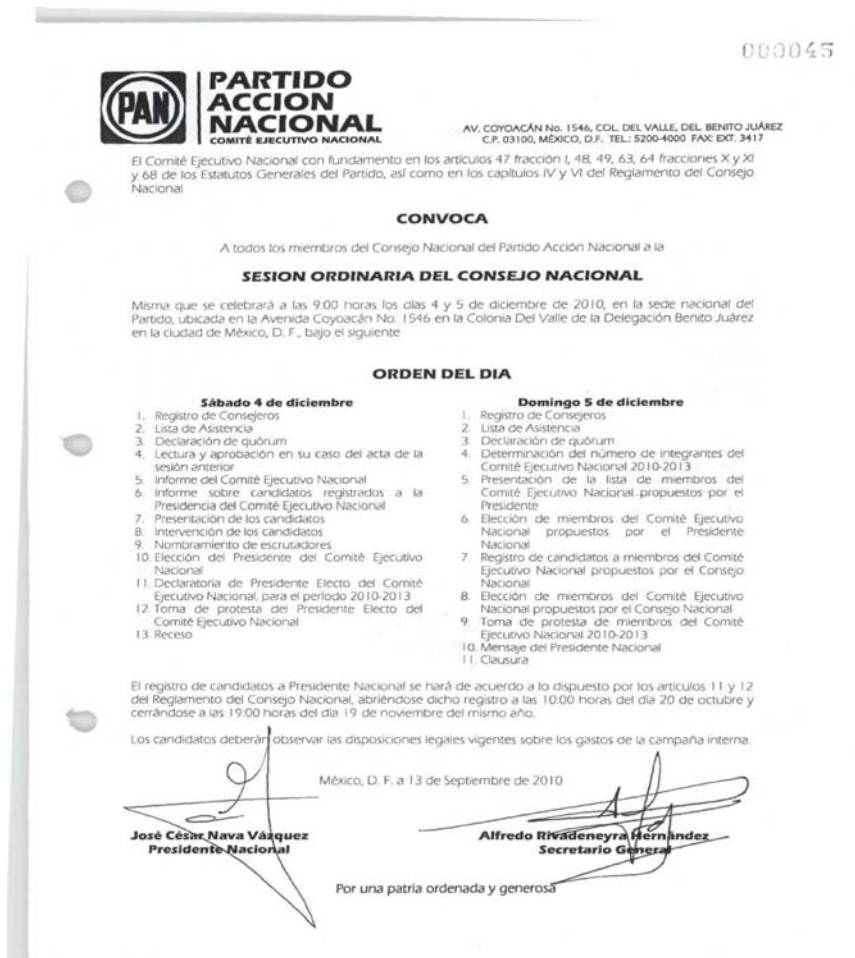 000045
PAN
PARTIDO
ACCION
NACIONAL
COMITÉ EJECUTIVO NACIONAL
AV. COYOACÁN No. 1546, COL. DEL VALLE, DEL. BENITO JUÁREZ
C.P. 03100, MÉXICO, D.F. TEL.: 5200-4000 FAX: EXT. 3417
El Comité Ejecutivo Nacional con fundamento en los artículos 47 fracción I, 48, 49, 63, 64 fracciones X y XI
y 68 de los Estatutos Generales del Partido, así como en los capítulos IV y VI del Reglamento del Consejo
Nacional
CONVOCA
A todos los miembros del Consejo Nacional del Partido Acción Nacional a la
SESION ORDINARIA DEL CONSEJO NACIONAL
Misma que se celebrará a las 9:00 horas los días 4 y 5 de diciembre de 2010, en la sede nacional del
Partido, ubicada en la Avenida Coyoacán No. 1546 en la Colonia Del Valle de la Delegación Benito Juárez
en la ciudad de México, D. F., bajo el siguiente
ORDEN DEL DIA
Sábado 4 de diciembre
1. Registro de Consejeros
2. Lista de Asistencia
3. Declaración de quórum
4. Lectura y aprobación en su caso del acta de la
sesión anterior
5. Informe del Comité Ejecutivo Nacional
6. Informe sobre candidatos registrados a la
Presidencia del Comité Ejecutivo Nacional
7. Presentación de los candidatos
8. Intervención de los candidatos
9. Nombramiento de escrutadores
10. Elección del Presidente del Comité Ejecutivo
Nacional
11. Declaratoria de Presidente Electo del Comité
Ejecutivo Nacional, para el período 2010-2013
12. Toma de protesta del Presidente Electo del
Comité Ejecutivo Nacional
13. Receso
Domingo 5 de diciembre
1. Registro de Consejeros
2. Lista de Asistencia
3. Declaración de quórum
4. Determinación del número de integrantes del
Comité Ejecutivo Nacional 2010-2013
5. Presentación de la lista de miembros del
Comité Ejecutivo Nacional propuestos por el
Presidente
6. Elección de miembros del Comité Ejecutivo
Nacional propuestos por el Presidente
Nacional
7. Registro de candidatos a miembros del Comité
Ejecutivo Nacional propuestos por el Consejo
Nacional
8. Elección de miembros del Comité Ejecutivo
Nacional propuestos por el Consejo Nacional
9. Toma de protesta de miembros del Comité
Ejecutivo Nacional 2010-2013
10. Mensaje del Presidente Nacional
11. Clausura
El registro de candidatos a Presidente Nacional se hará de acuerdo a lo dispuesto por los artículos 11 y 12
del Reglamento del Consejo Nacional, abriéndose dicho registro a las 10:00 horas del día 20 de octubre y
cerrándose a las 19:00 horas del día 19 de noviembre del mismo año.
Los candidatos deberán observar las disposiciones legales vigentes sobre los gastos de la campaña interna.
México, D. F. a 13 de Septiembre de 2010
José César Nava Vázquez
Presidente Nacional
Alfredo Rivadeneyra Hernández
Secretario General
Por una patria ordenada y generosa